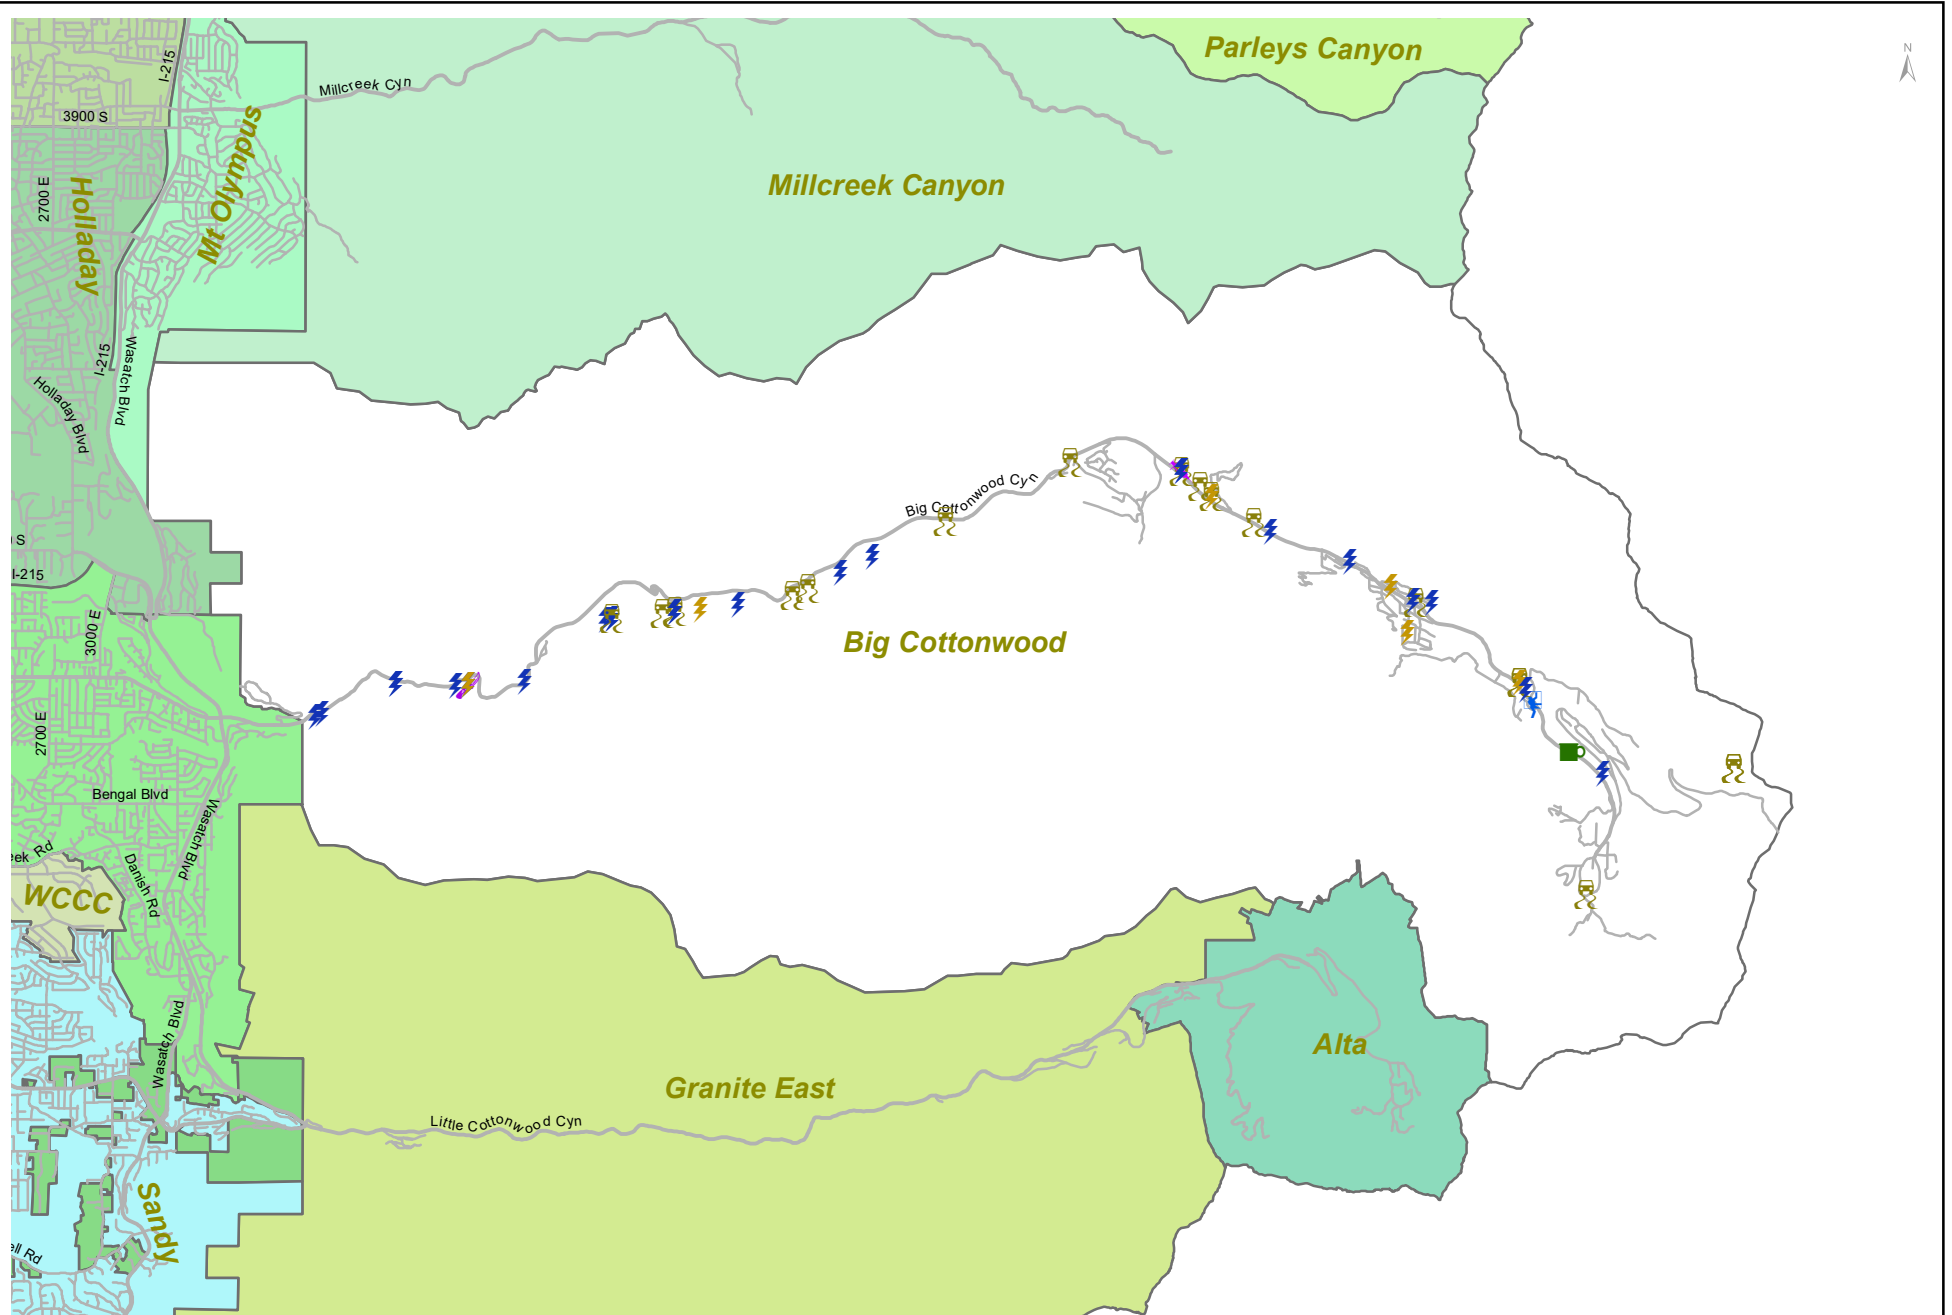 Parleys Canyon
N
I-215
Millcreek Cyn
3900 S
Mt Olympus
Holladay
2700 E
Millcreek Canyon
I-215
Wasatch Blvd
Holladay Blvd
Big Cottonwood Cyn
S
I-215
3000 E
Big Cottonwood
2700 E
Bengal Blvd
Wasatch Blvd
eek Rd
Danish Rd
WCCC
Wasatch Blvd
Alta
Granite East
Little Cottonwood Cyn
Sandy
ell Rd